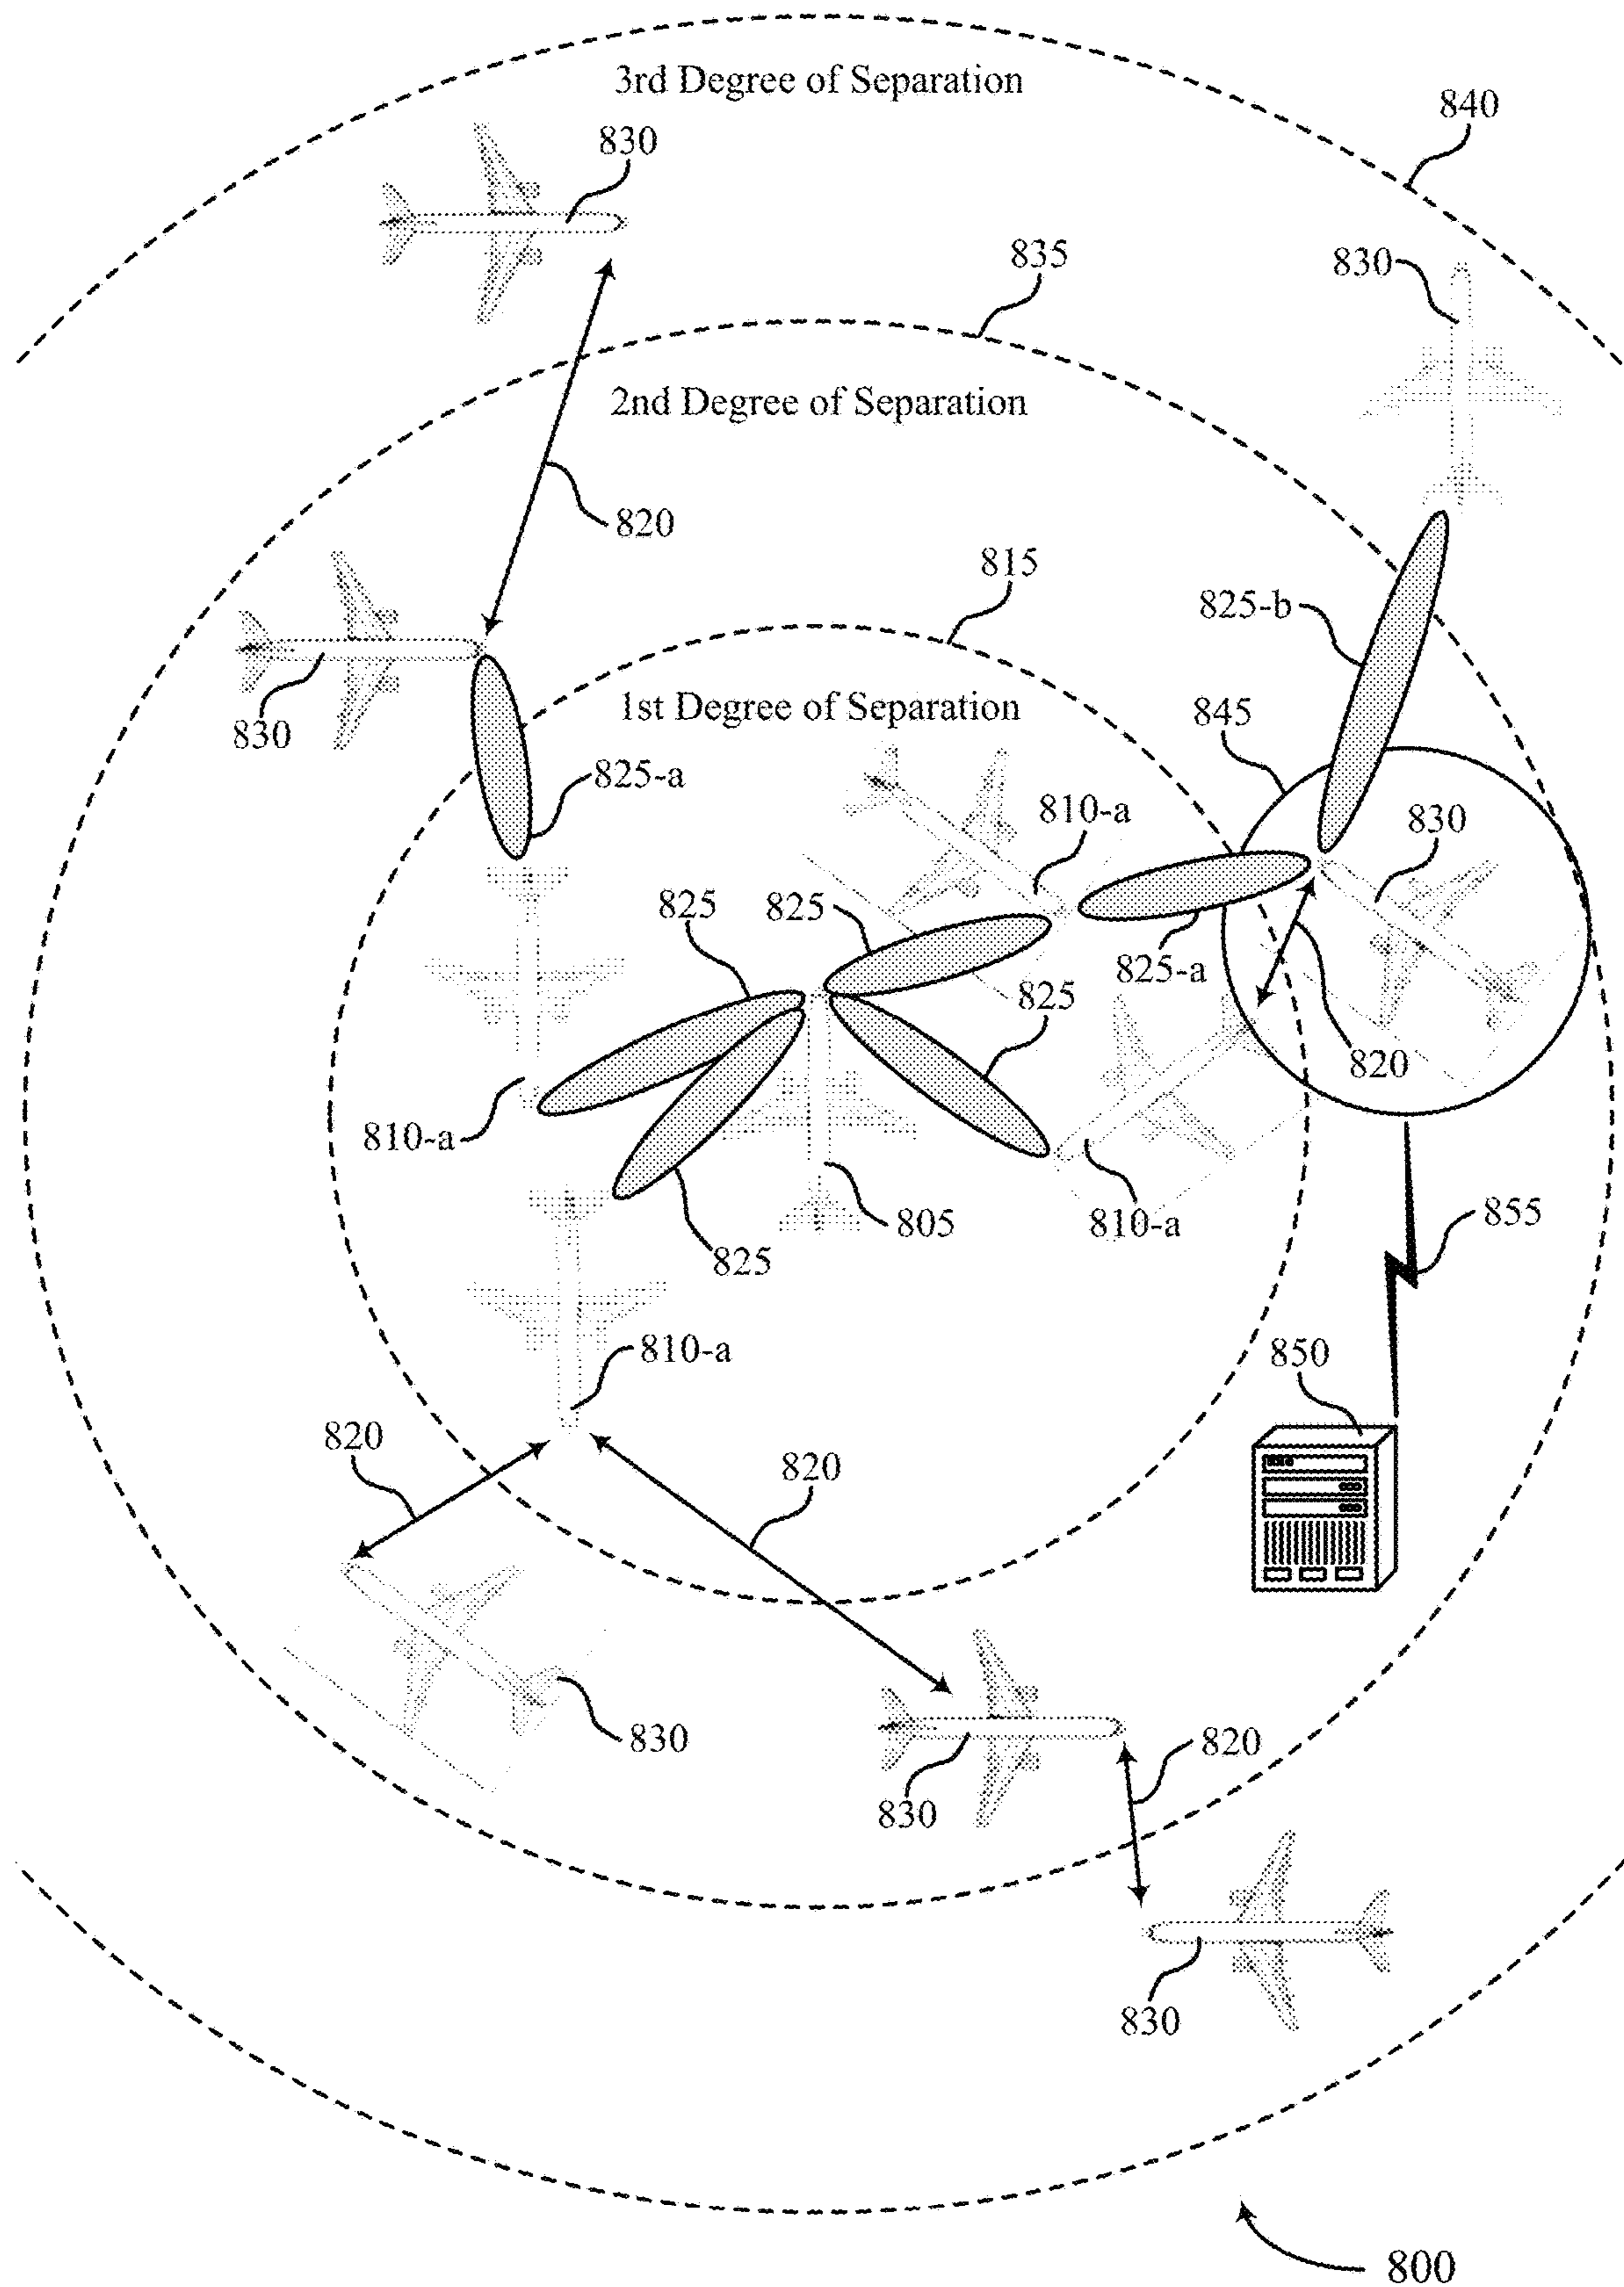 3rd Degree of Separation
840
830
835
830
2nd Degree of Separation
820
815
825-b
1st Degree of Separation
845
830
825-a
810-a
830
825
825
825-a
825
820
810-a
805
810-a
855
825
810-a
850
820
820
830
820
830
830
800